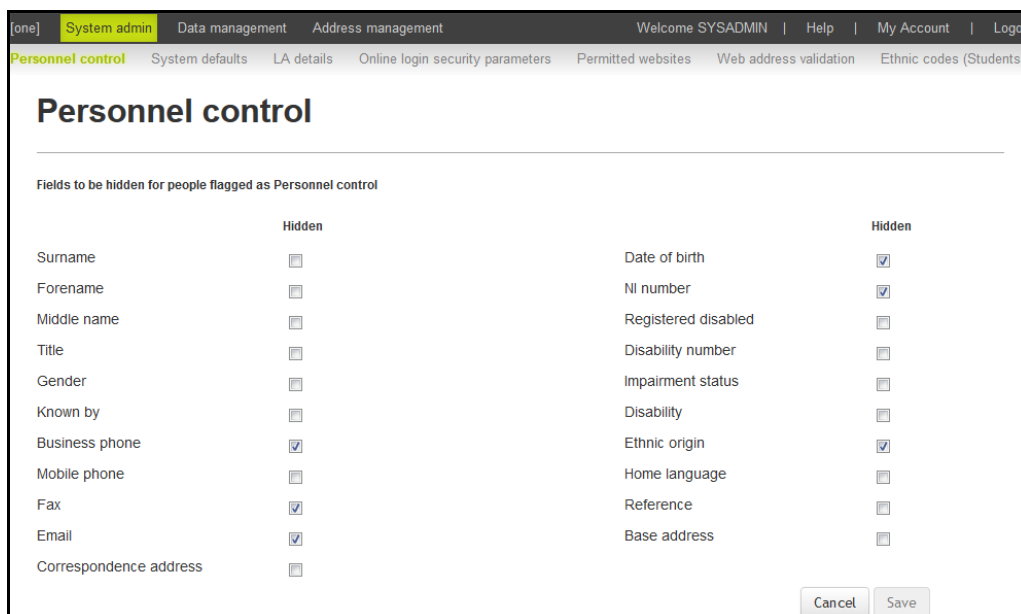 [one] System admin Data management Address management Welcome SYSADMIN | Help | My Account |
Personnel control System defaults LA details Online login security parameters Permitted websites Web address validation Ethnic codes (Students
Personnel control
Fields to be hidden for people flagged as Personnel control
Hidden Hidden
Surname Date of birth
Forename NI number
Middle name Registered disabled
Title Disability number
Gender Impairment status
Known by Disability
Business phone Ethnic origin
Mobile phone Home language
Fax Reference
Email Base address
Correspondence address
Cancel Save